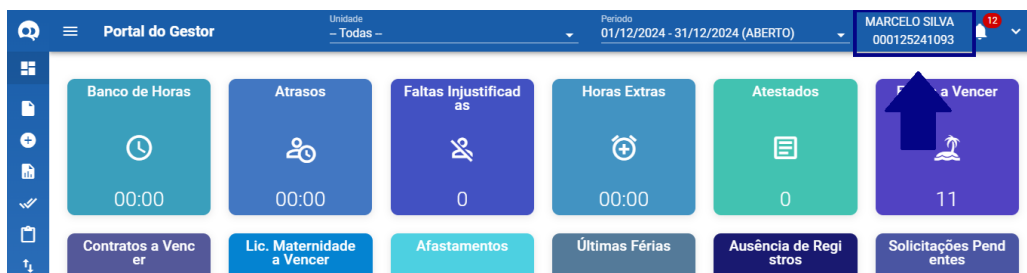 Portal do Gestor
Unidade
-- Todas --
Periodo
01/12/2024 - 31/12/2024 (ABERTO)
MARCELO SILVA
000125241093
12
Banco de Horas
00:00
Atrasos
00:00
Faltas Injustificad
as
0
Horas Extras
00:00
Atestados
0
a Vencer
11
Contratos a Venc
er
Lic. Maternidade
a Vencer
Afastamentos
Últimas Férias
Ausência de Regi
stros
Solicitações Pend
entes